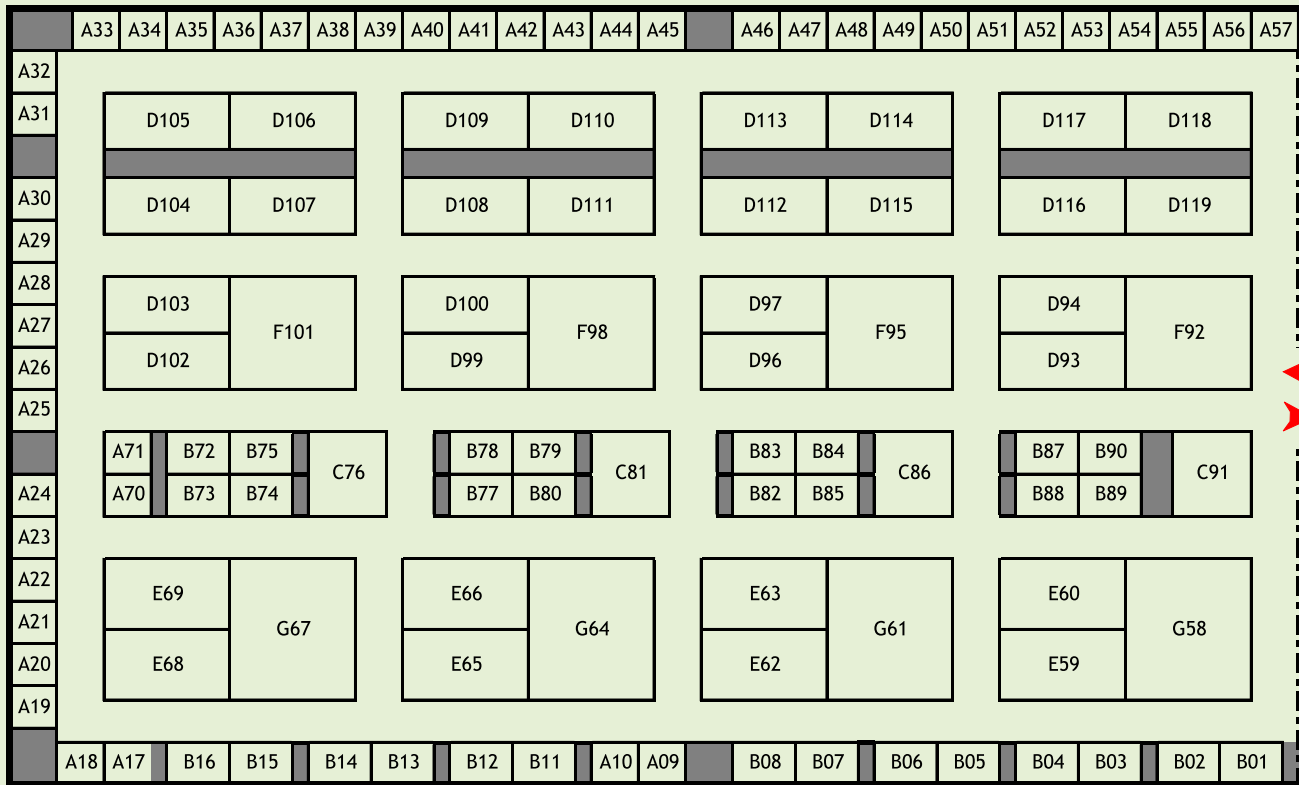 A33 A34 A35 A36 A37 A38 A39 A40 A41 A42 A43 A44 A45 A46 A47 A48 A49 A50 A51 A52 A53 A54 A55 A56 A57
A32
A31 D105 D106 D109 D110 D113 D114 D117 D118
A30 D104 D107 D108 D111 D112 D115 D116 D119
A29
A28 D103 D100 D97 D94
A27 F101 F98 F95 F92
A26 D102 D99 D96 D93
A25
A71 B72 B75 B78 B79 B83 B84 B87 B90
C76 C81 C86 C91
A24 A70 B73 B74 B77 B80 B82 B85 B88 B89
A23
A22 E69 E66 E63 E60
A21 G67 G64 G61 G58
A20 E68 E65 E62 E59
A19
A18 A17 B16 B15 B14 B13 B12 B11 A10 A09 B08 B07 B06 B05 B04 B03 B02 B01